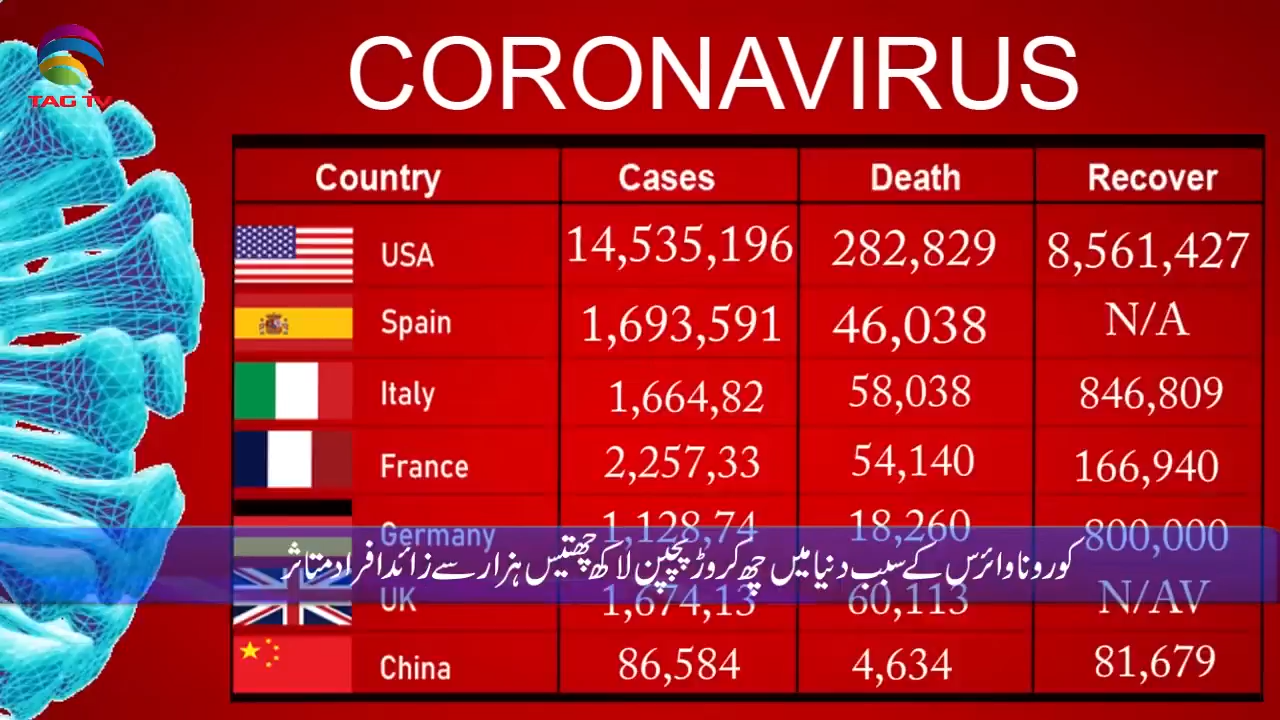 TAG TV
CORONAVIRUS
Country Cases Death Recover
USA 14,535,196 282,829 8,561,427
Spain 1,693,591 46,038 N/A
Italy 1,664,82 58,038 846,809
France 2,257,33 54,140 166,940
Germany 1,128,74 18,260 800,000
کورونا وائرس کے سبب دنیا میں چھ کروڑ پچپن لاکھ چھتیس ہزار سے زائد افراد متاثر
UK 1,674,13 60,113 N/AV
China 86,584 4,634 81,679